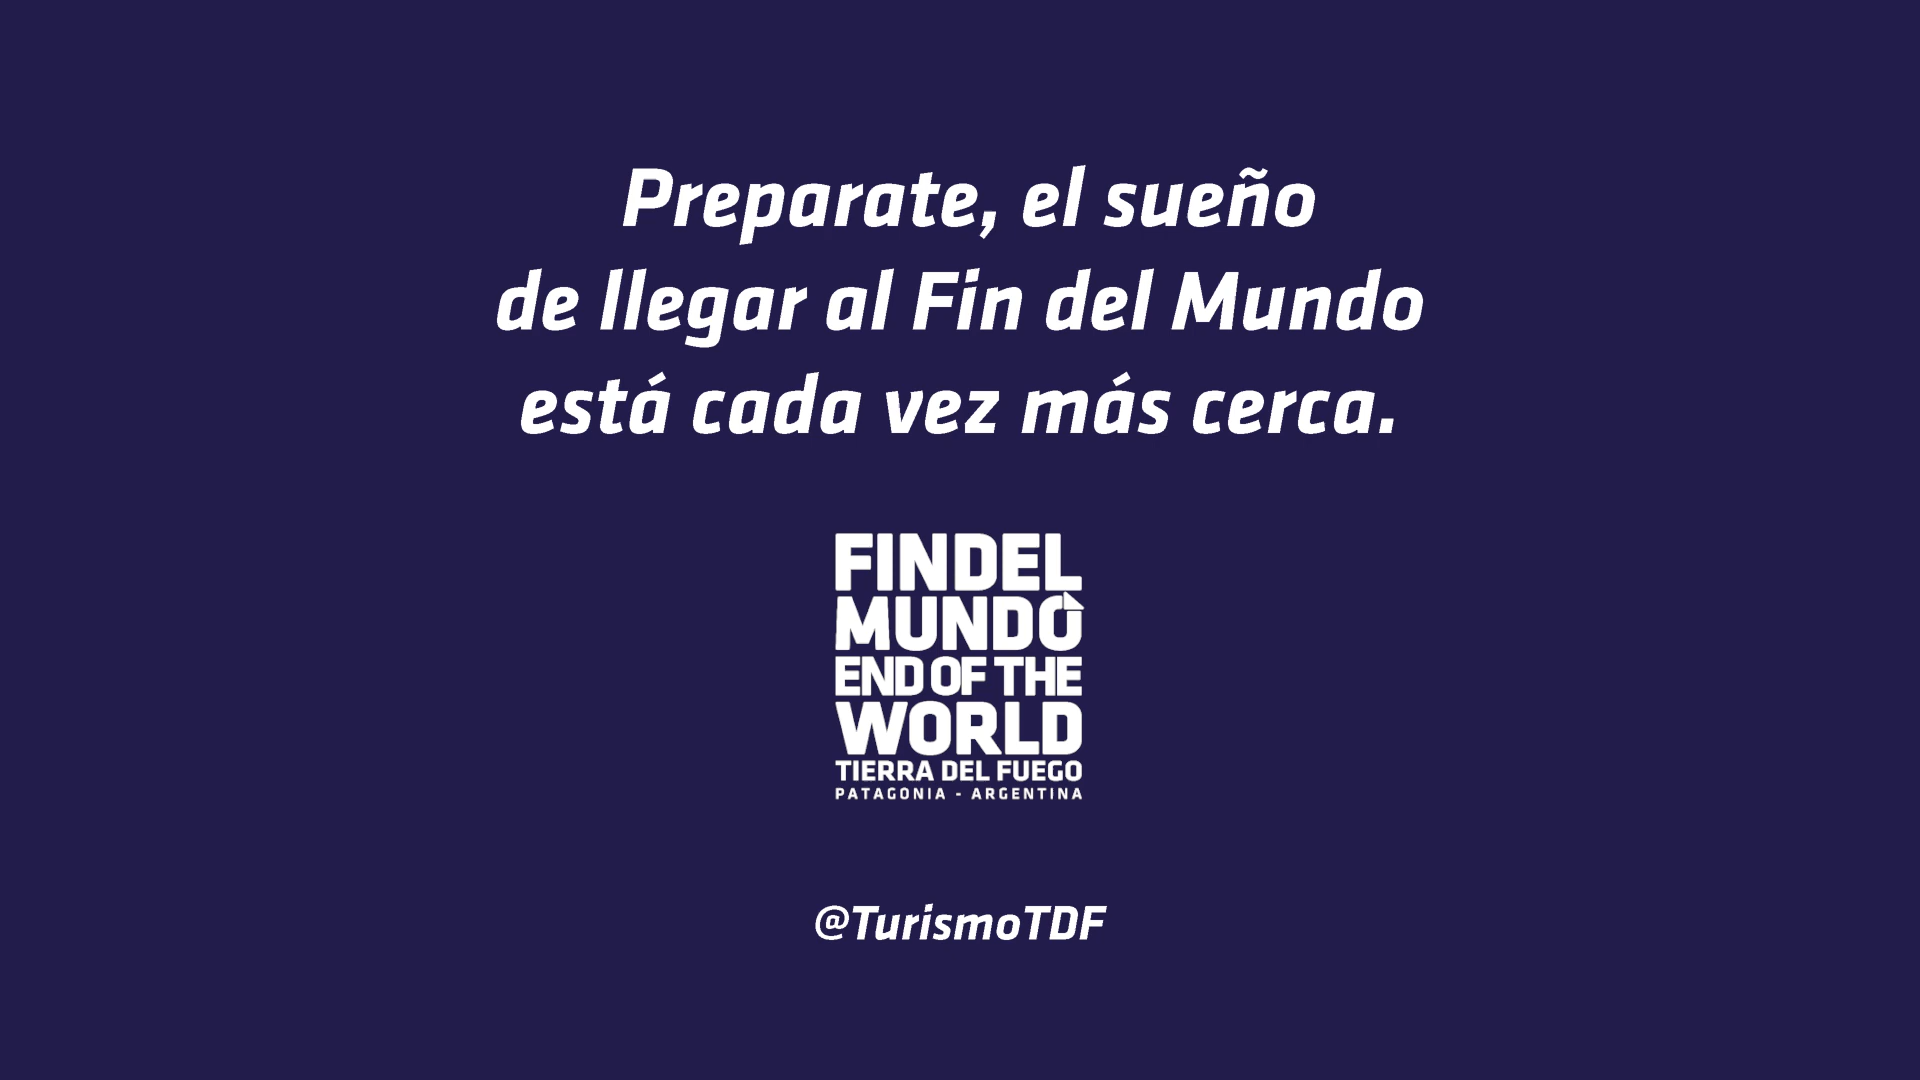 Preparate, el sueño
de llegar al Fin del Mundo
está cada vez más cerca.
FINDEL
MUNDO
END OF THE
WORLD
TIERRA DEL FUEGO
PATAGONIA - ARGENTINA
@TurismoTDF